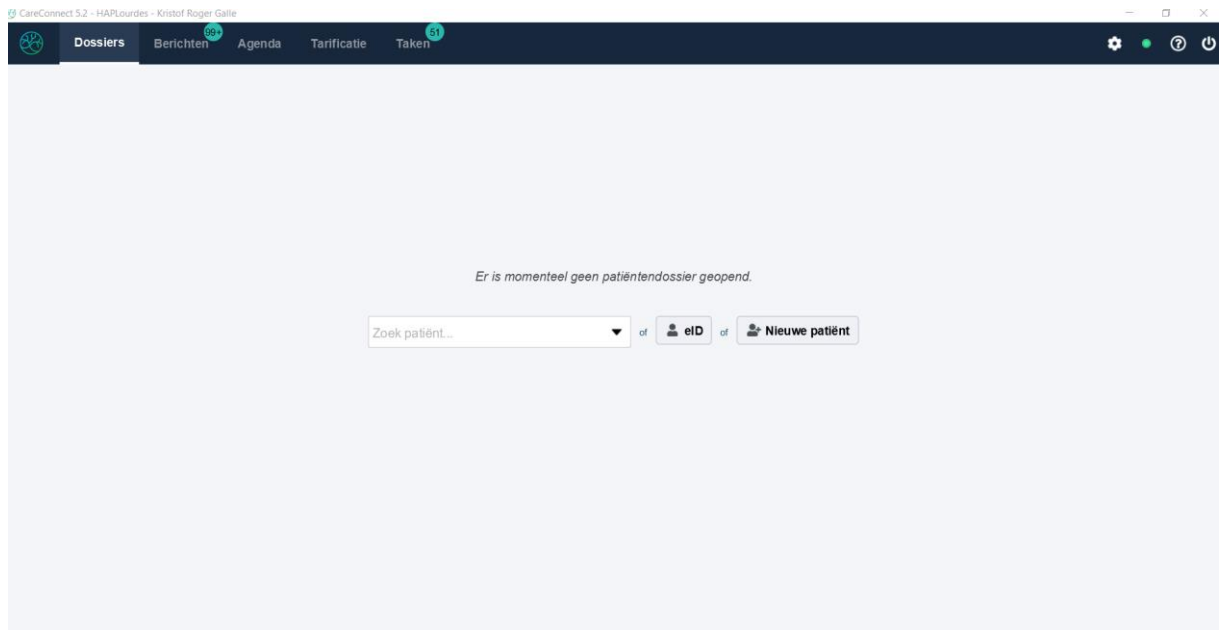 CareConnect 5.2 - HAPLourdes - Kristof Roger Galle
Dossiers Berichten 99+ Agenda Tarificatie Taken 51
Er is momenteel geen patiëntendossier geopend.
Zoek patiënt... of eID of Nieuwe patiënt